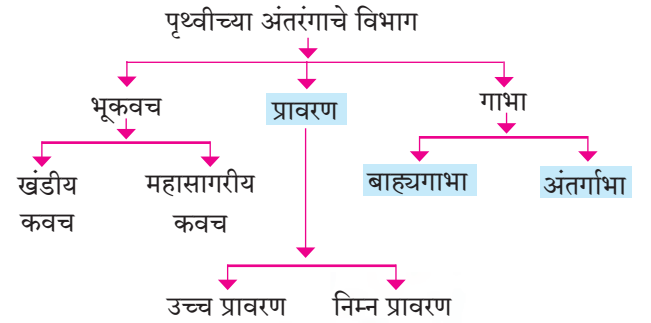 पृथ्वीच्या अंतरंगाचे विभाग
भूकवच
प्रावरण
गाभा
खंडीय
कवच
महासागरीय
कवच
बाह्यगाभा
अंतर्गाभा
उच्च प्रावरण
निम्न प्रावरण